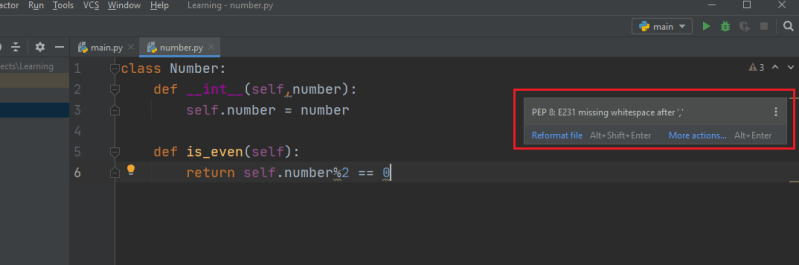 actor Run Tools VCS Window Help Learning - number.py
main
main.py number.py
ects\Learning
1 class Number: 3
2 def __int__(self,number):
3 self.number = number
4
5 def is_even(self):
6 return self.number%2 == 0
PEP 8: E231 missing whitespace after ','
Reformat file Alt+Shift+Enter More actions... Alt+Enter